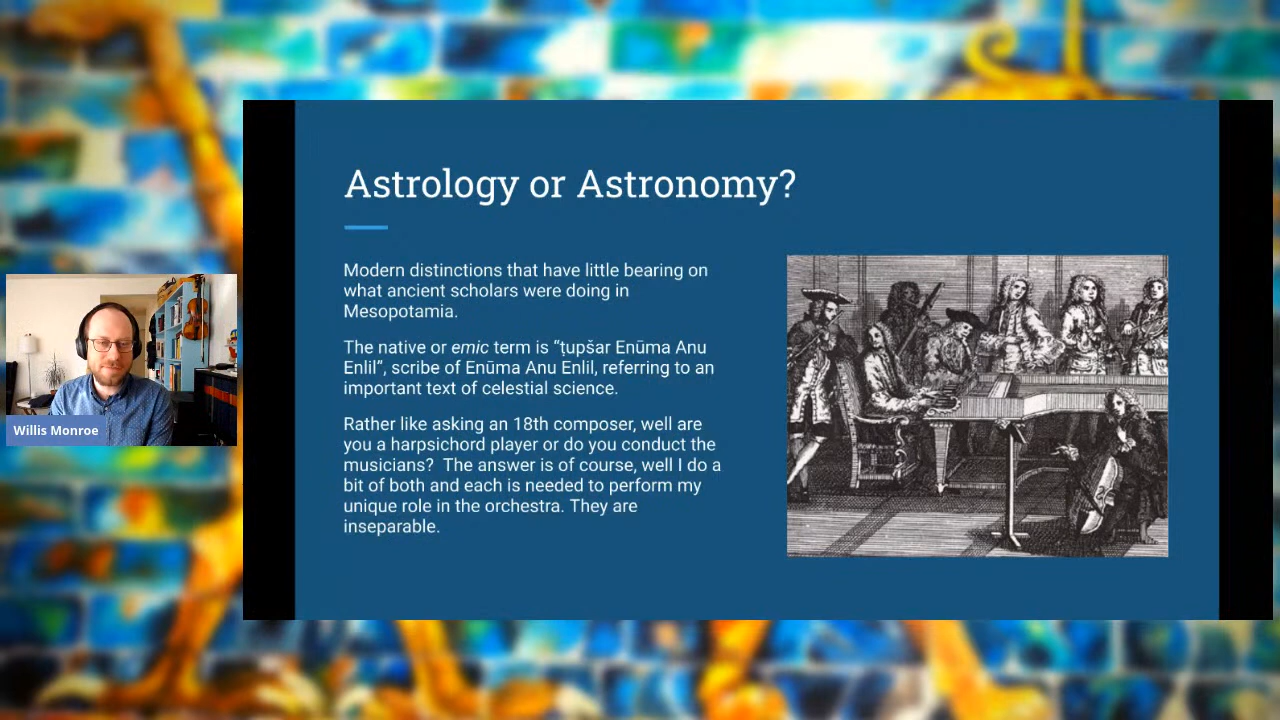 Astrology or Astronomy?
Modern distinctions that have little bearing on
what ancient scholars were doing in
Mesopotamia.
The native or emic term is “ṭupšar Enūma Anu
Enlil”, scribe of Enūma Anu Enlil, referring to an
important text of celestial science.
Rather like asking an 18th composer, well are
you a harpsichord player or do you conduct the
musicians?  The answer is of course, well I do a
bit of both and each is needed to perform my
unique role in the orchestra. They are
inseparable.
Willis Monroe